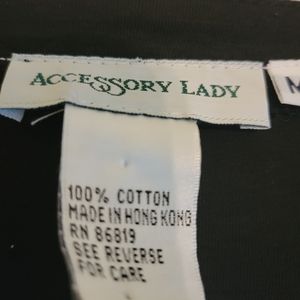 ACCESSORY LADY
M
100% COTTON
MADE IN HONG KONG
RN 86819
SEE REVERSE
FOR CARE